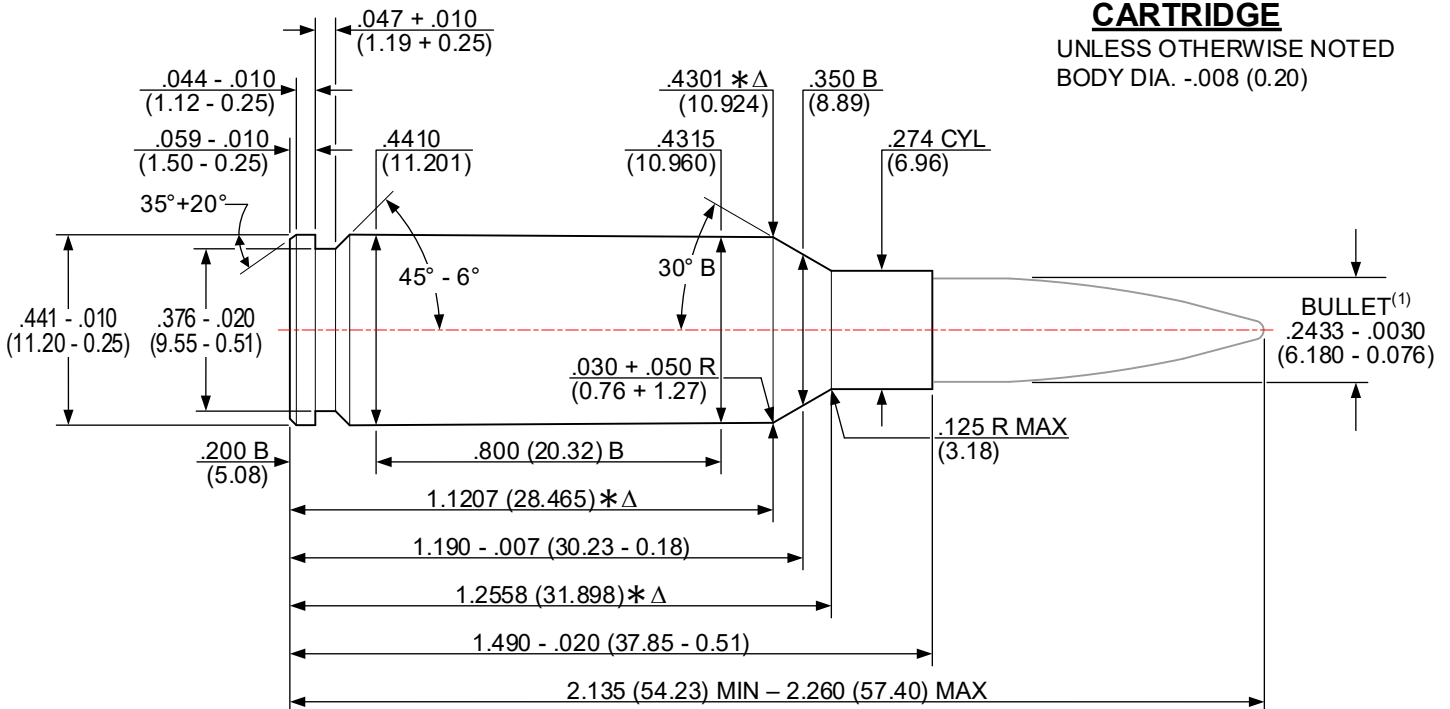 CARTRIDGE
UNLESS OTHERWISE NOTED
BODY DIA. -.008 (0.20)
.047 + .010
(1.19 + 0.25)
.044 - .010
(1.12 - 0.25)
.059 - .010
(1.50 - 0.25)
35°+20°
.4410
(11.201)
.4301 ∗ Δ
(10.924)
.350 B
(8.89)
.4315
(10.960)
.274 CYL
(6.96)
45° - 6°
30° B
.441 - .010
(11.20 - 0.25)
.376 - .020
(9.55 - 0.51)
BULLET⁽¹⁾
.2433 - .0030
(6.180 - 0.076)
.030 + .050 R
(0.76 + 1.27)
.125 R MAX
(3.18)
.200 B
(5.08)
.800 (20.32) B
1.1207 (28.465) ∗ Δ
1.190 - .007 (30.23 - 0.18)
1.2558 (31.898) ∗ Δ
1.490 - .020 (37.85 - 0.51)
2.135 (54.23) MIN – 2.260 (57.40) MAX